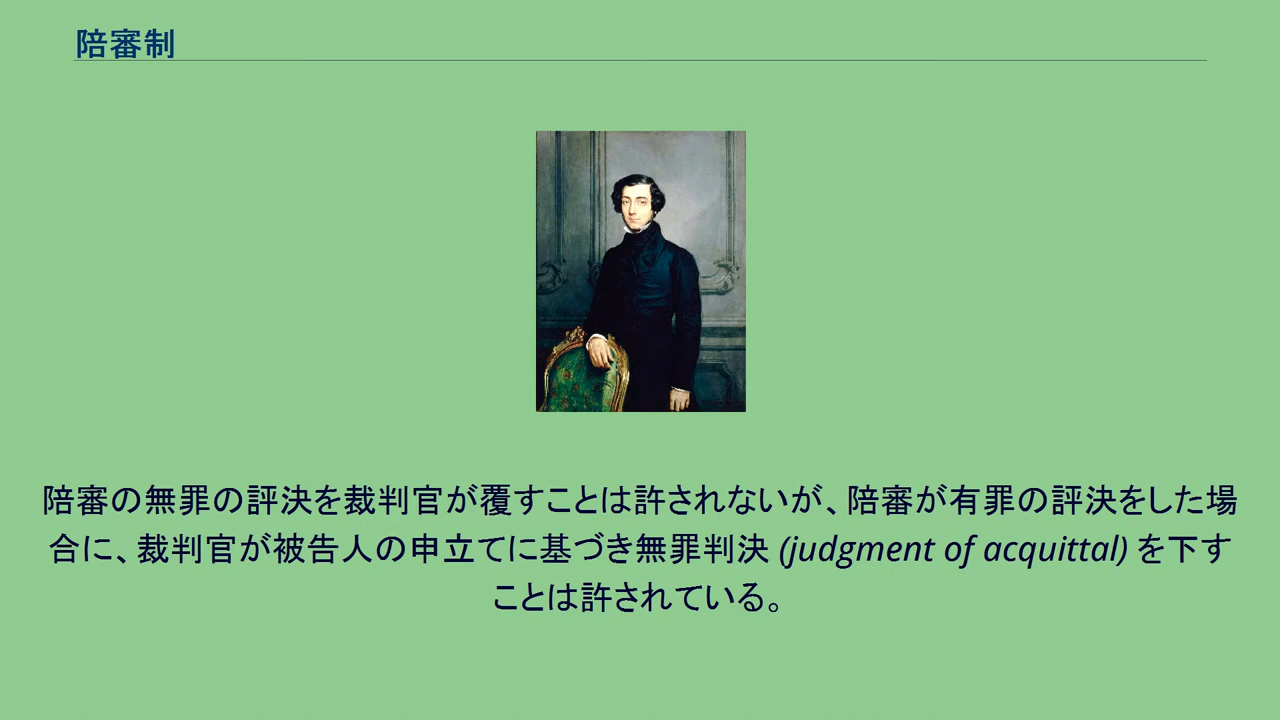 陪審制
陪審の無罪の評決を裁判官が覆すことは許されないが、陪審が有罪の評決をした場
合に、裁判官が被告人の申立てに基づき無罪判決 (judgment of acquittal) を下す
ことは許されている。